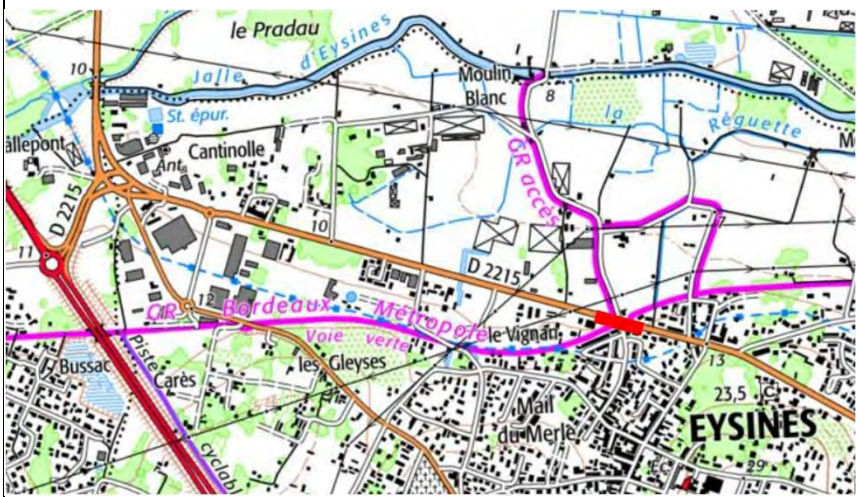 le Pradau
d'Eysines
Jalle
10
Moulin
Blanc
8
St. épur.
la
Réguette
allepont
Cantinolle
Ant.
GR accès
D 2215
10
7
11
D 2215
12
GR Bordeaux Métropole
Voie verte
le Vignan
13
Bussac
Piste
cyclab
Carès
les Gleyses
23,5
C
Mail
du Merle
EYSINES
EC
29